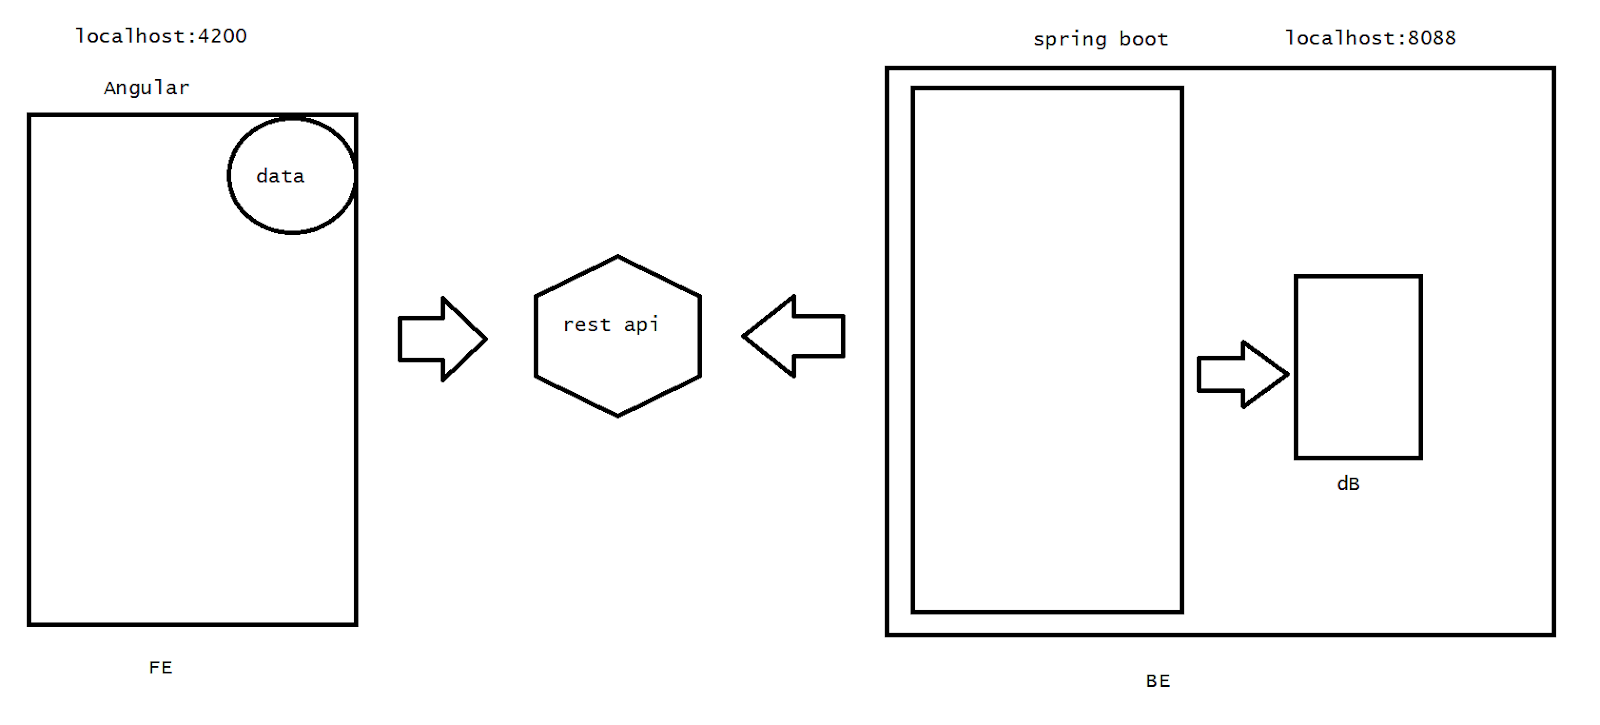 localhost:4200
Angular
data
FE
rest api
spring boot
localhost:8088
dB
BE